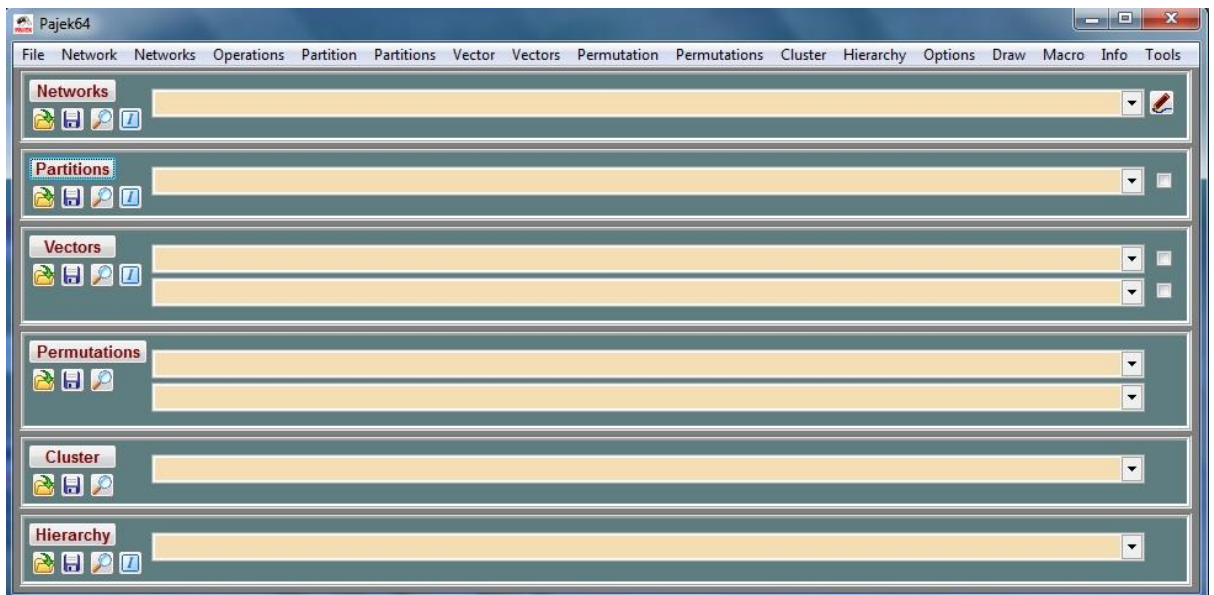 Pajek64
File Network Networks Operations Partition Partitions Vector Vectors Permutation Permutations Cluster Hierarchy Options Draw Macro Info Tools
Networks
Partitions
Vectors
Permutations
Cluster
Hierarchy